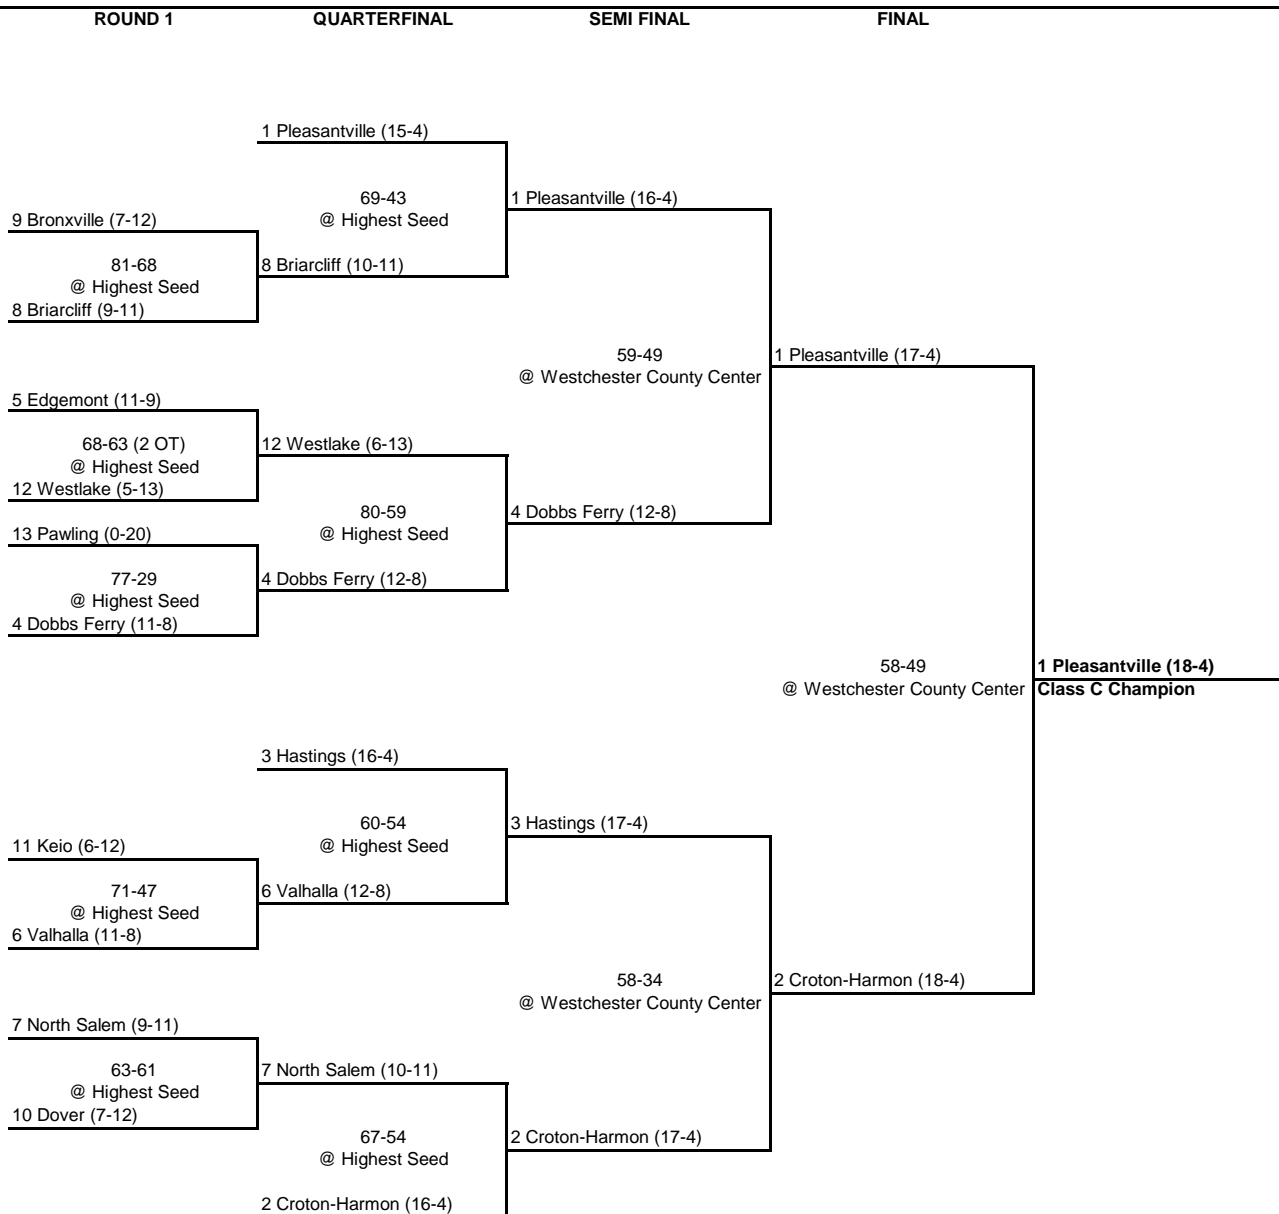 ROUND 1 QUARTERFINAL SEMI FINAL FINAL
1 Pleasantville (15-4)
69-43
@ Highest Seed
1 Pleasantville (16-4)
9 Bronxville (7-12)
81-68
@ Highest Seed
8 Briarcliff (10-11)
8 Briarcliff (9-11)
59-49
@ Westchester County Center
1 Pleasantville (17-4)
5 Edgemont (11-9)
68-63 (2 OT)
@ Highest Seed
12 Westlake (6-13)
12 Westlake (5-13)
80-59
@ Highest Seed
4 Dobbs Ferry (12-8)
13 Pawling (0-20)
77-29
@ Highest Seed
4 Dobbs Ferry (12-8)
4 Dobbs Ferry (11-8)
58-49
@ Westchester County Center
1 Pleasantville (18-4)
Class C Champion
3 Hastings (16-4)
60-54
@ Highest Seed
3 Hastings (17-4)
11 Keio (6-12)
71-47
@ Highest Seed
6 Valhalla (12-8)
6 Valhalla (11-8)
58-34
@ Westchester County Center
2 Croton-Harmon (18-4)
7 North Salem (9-11)
63-61
@ Highest Seed
7 North Salem (10-11)
10 Dover (7-12)
67-54
@ Highest Seed
2 Croton-Harmon (17-4)
2 Croton-Harmon (16-4)